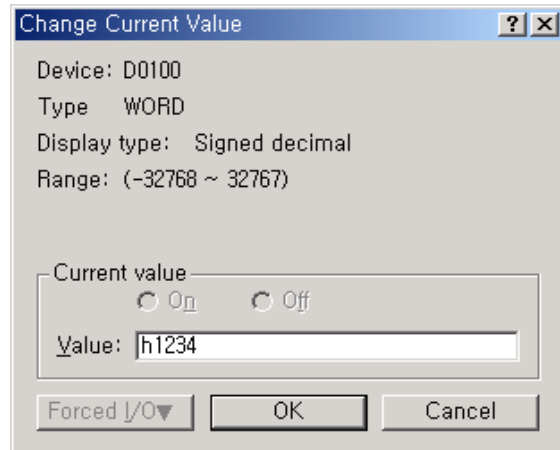 Change Current Value
Device: D0100
Type WORD
Display type: Signed decimal
Range: (-32768 ~ 32767)
Current value
On Off
Value: h1234
Forced I/O▼ OK Cancel